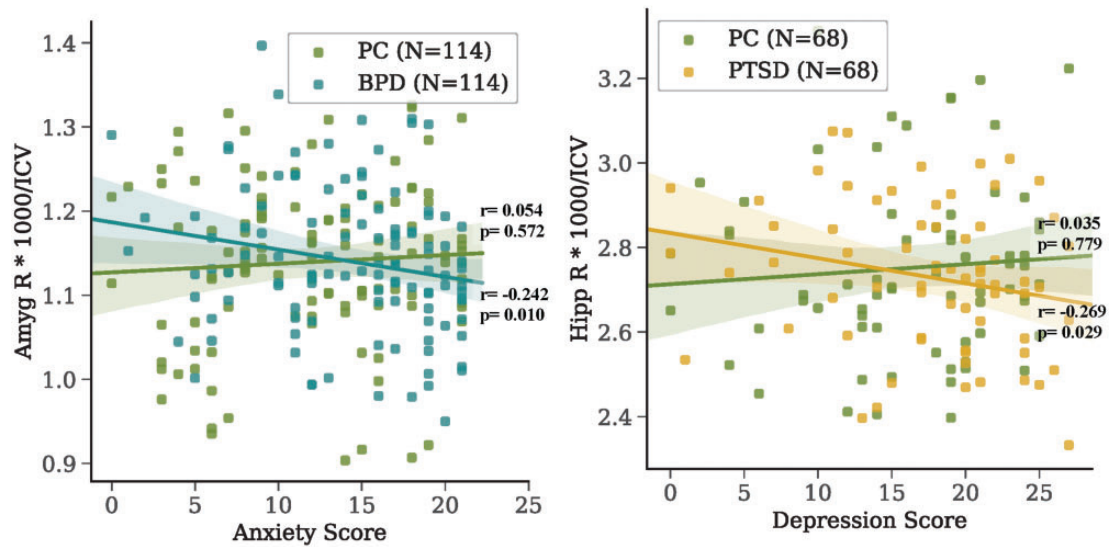 PC (N=114)
BPD (N=114)
1.4
1.3
1.2
1.1
1.0
0.9
Amyg R * 1000/ICV
r= 0.054
p= 0.572
r= -0.242
p= 0.010
0 5 10 15 20 25
Anxiety Score
PC (N=68)
PTSD (N=68)
3.2
3.0
2.8
2.6
2.4
Hipp R * 1000/ICV
r= 0.035
p= 0.779
r= -0.269
p= 0.029
0 5 10 15 20 25
Depression Score